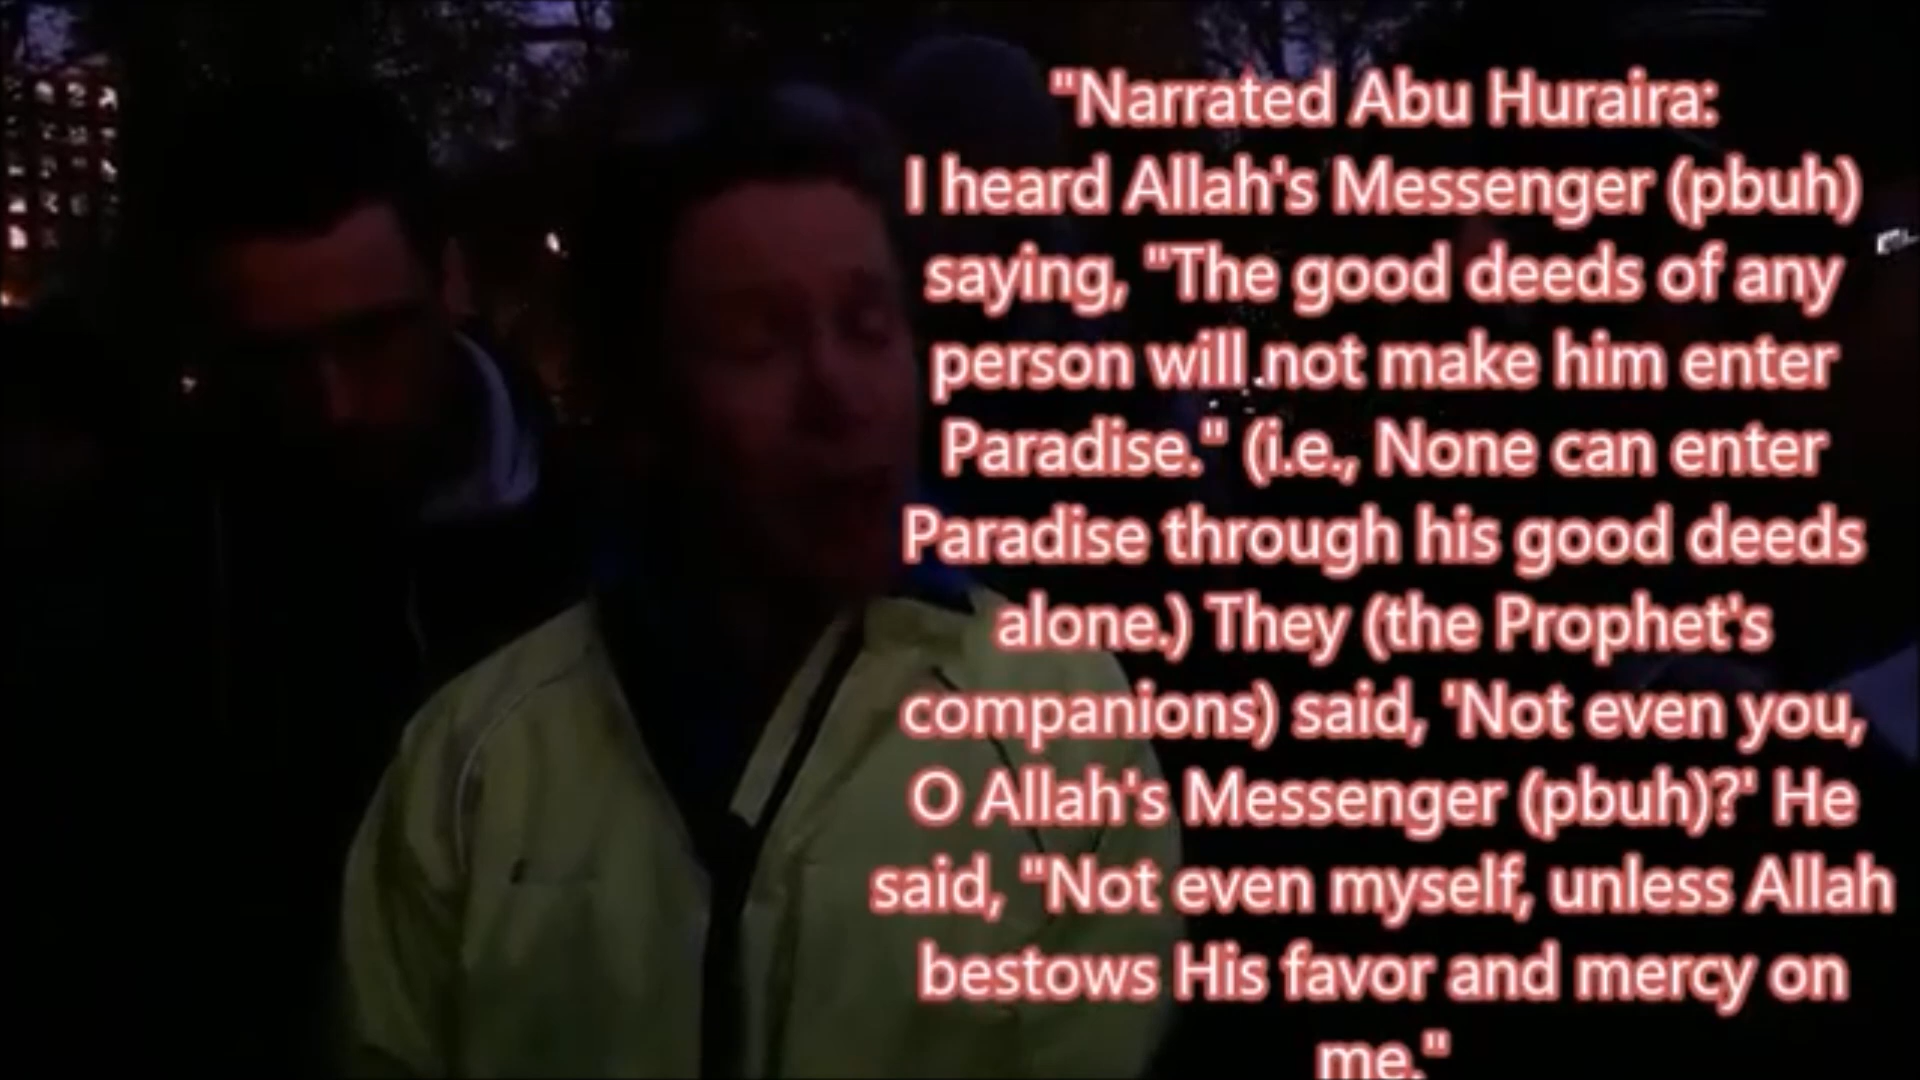 "Narrated Abu Huraira:
I heard Allah's Messenger (pbuh)
saying, "The good deeds of any
person will not make him enter
Paradise." (i.e., None can enter
Paradise through his good deeds
alone.) They (the Prophet's
companions) said, 'Not even you,
O Allah's Messenger (pbuh)?' He
said, "Not even myself, unless Allah
bestows His favor and mercy on
me."